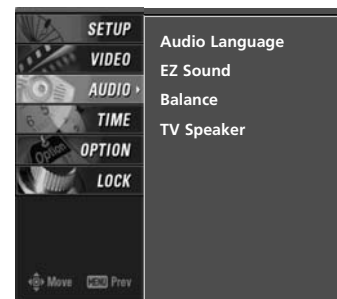 SETUP
VIDEO
AUDIO
TIME
OPTION
LOCK
Move MENU Prev
Audio Language
EZ Sound
Balance
TV Speaker